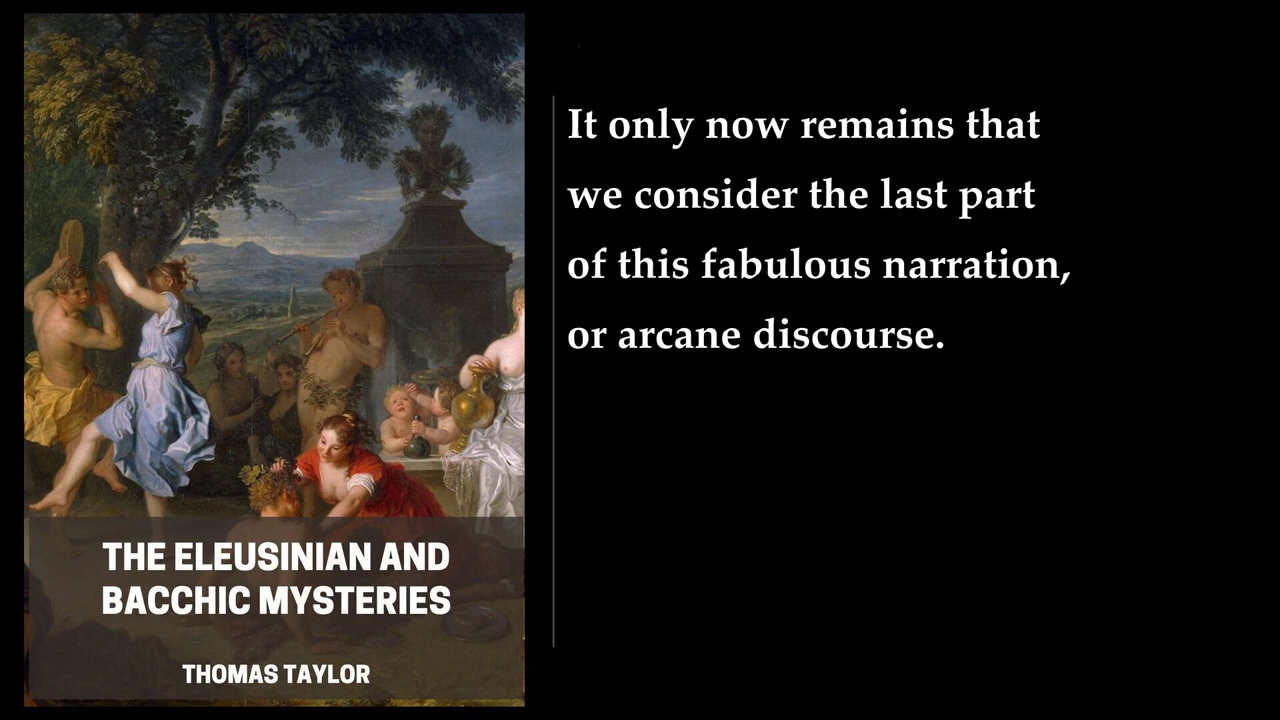 THE ELEUSINIAN AND
BACCHIC MYSTERIES
THOMAS TAYLOR
It only now remains that
we consider the last part
of this fabulous narration,
or arcane discourse.